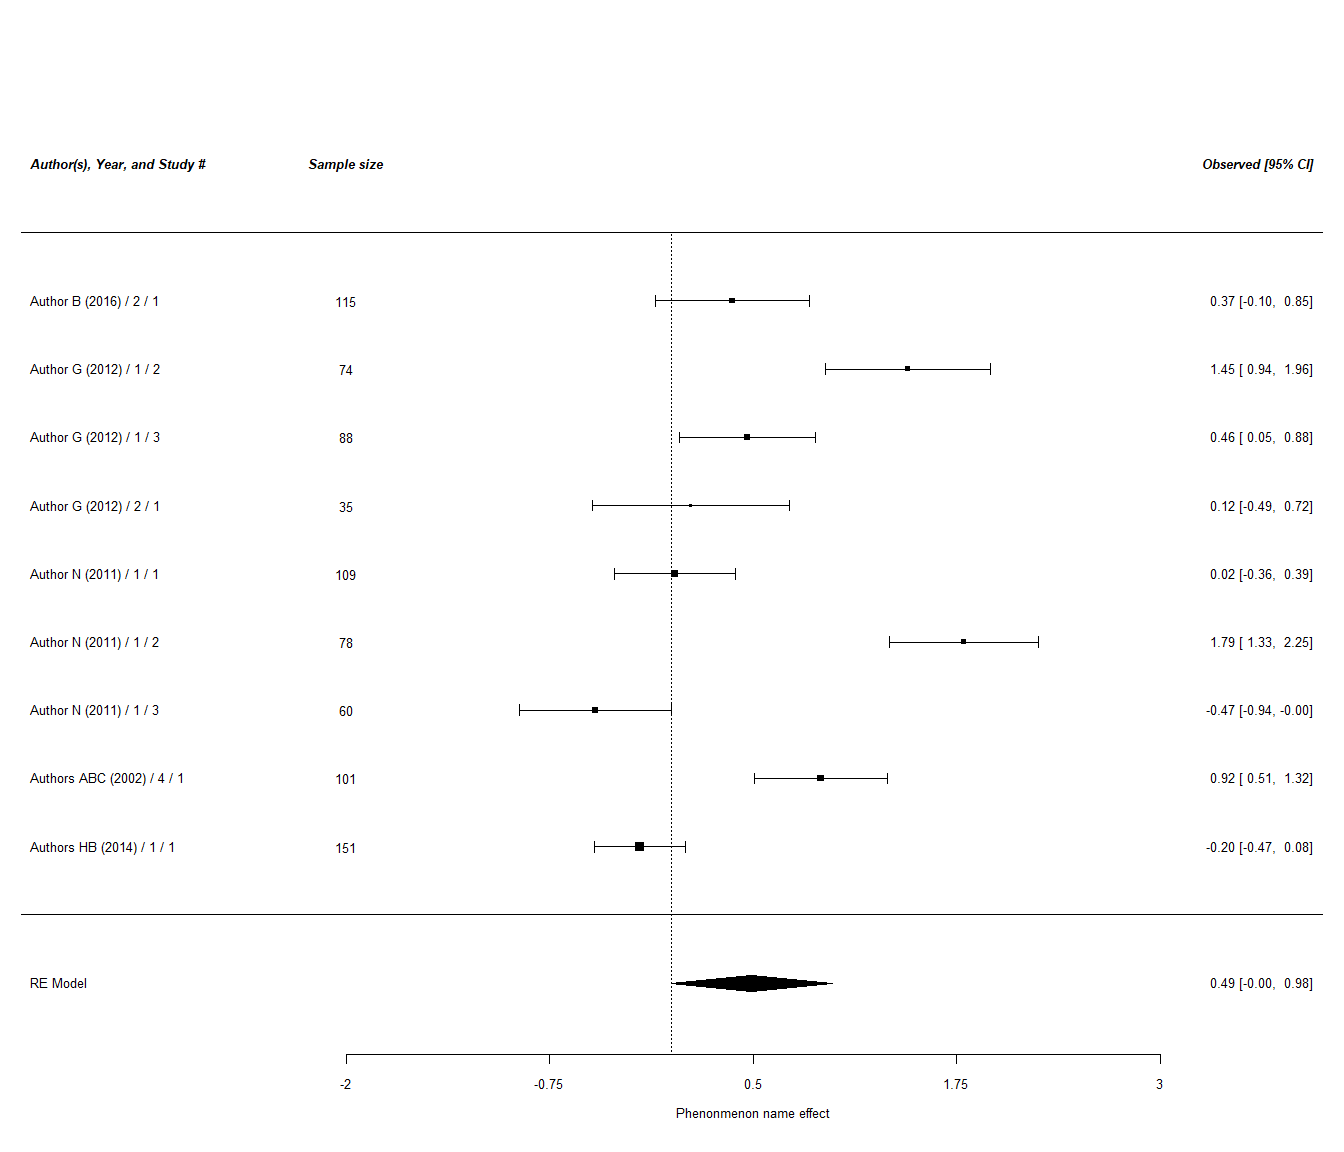 Author(s), Year, and Study # Sample size Observed [95% CI]
Author B (2016) / 2 / 1 115 0.37 [-0.10, 0.85]
Author G (2012) / 1 / 2 74 1.45 [ 0.94, 1.96]
Author G (2012) / 1 / 3 88 0.46 [ 0.05, 0.88]
Author G (2012) / 2 / 1 35 0.12 [-0.49, 0.72]
Author N (2011) / 1 / 1 109 0.02 [-0.36, 0.39]
Author N (2011) / 1 / 2 78 1.79 [ 1.33, 2.25]
Author N (2011) / 1 / 3 60 -0.47 [-0.94, -0.00]
Authors ABC (2002) / 4 / 1 101 0.92 [ 0.51, 1.32]
Authors HB (2014) / 1 / 1 151 -0.20 [-0.47, 0.08]
RE Model 0.49 [-0.00, 0.98]
-2 -0.75 0.5 1.75 3
Phenonmenon name effect